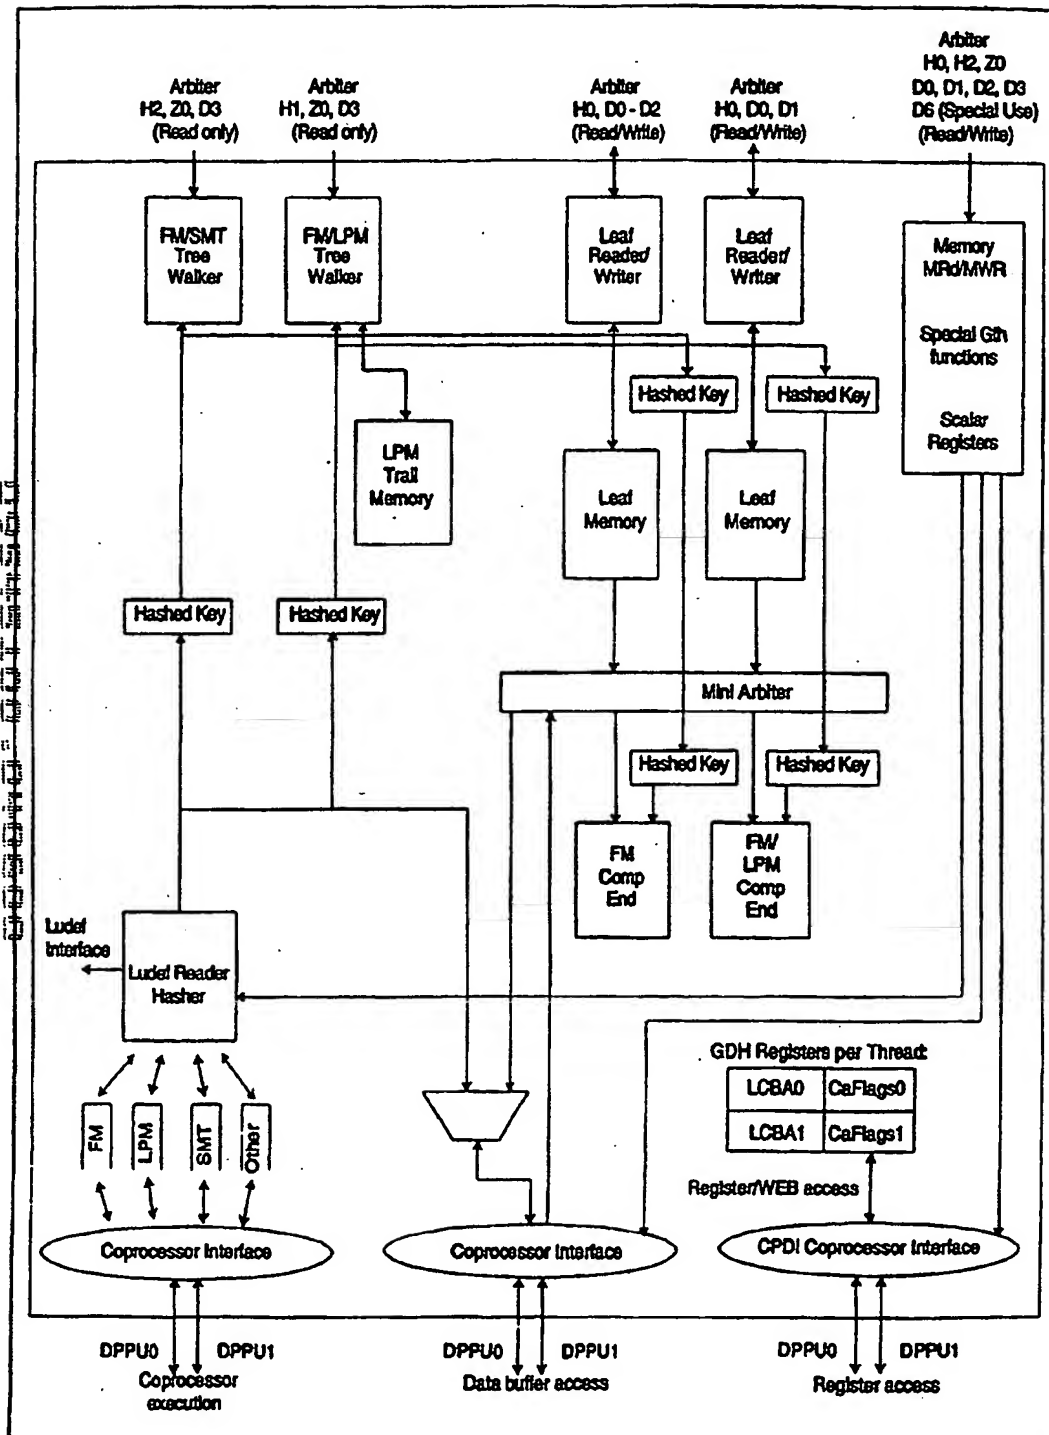 Arbiter
H2, Z0, D3
(Read only)
Arbiter
H1, Z0, D3
(Read only)
Arbiter
H0, D0 - D2
(Read/Write)
Arbiter
H0, D0, D1
(Read/Write)
Arbiter
H0, H2, Z0
D0, D1, D2, D3
D6 (Special Use)
(Read/Write)
FM/SMT
Tree
Walker
FM/LPM
Tree
Walker
Leaf
Reader/
Writer
Leaf
Reader/
Writer
Memory
MRd/MWR
Special Gth
functions
Scalar
Registers
Hashed Key
Hashed Key
LPM
Trail
Memory
Leaf
Memory
Leaf
Memory
Hashed Key
Hashed Key
Mini Arbiter
Hashed Key
Hashed Key
FM
Comp
End
FM/
LPM
Comp
End
Ludef
Interface
Ludef Reader
Hasher
GDH Registers per Thread:
LCBA0
CaFlags0
LCBA1
CaFlags1
FM
LPM
SMT
Other
Register/WEB access
Coprocessor Interface
Coprocessor Interface
CPDI Coprocessor Interface
DPPU0
DPPU1
Coprocessor
execution
DPPU0
DPPU1
Data buffer access
DPPU0
DPPU1
Register access